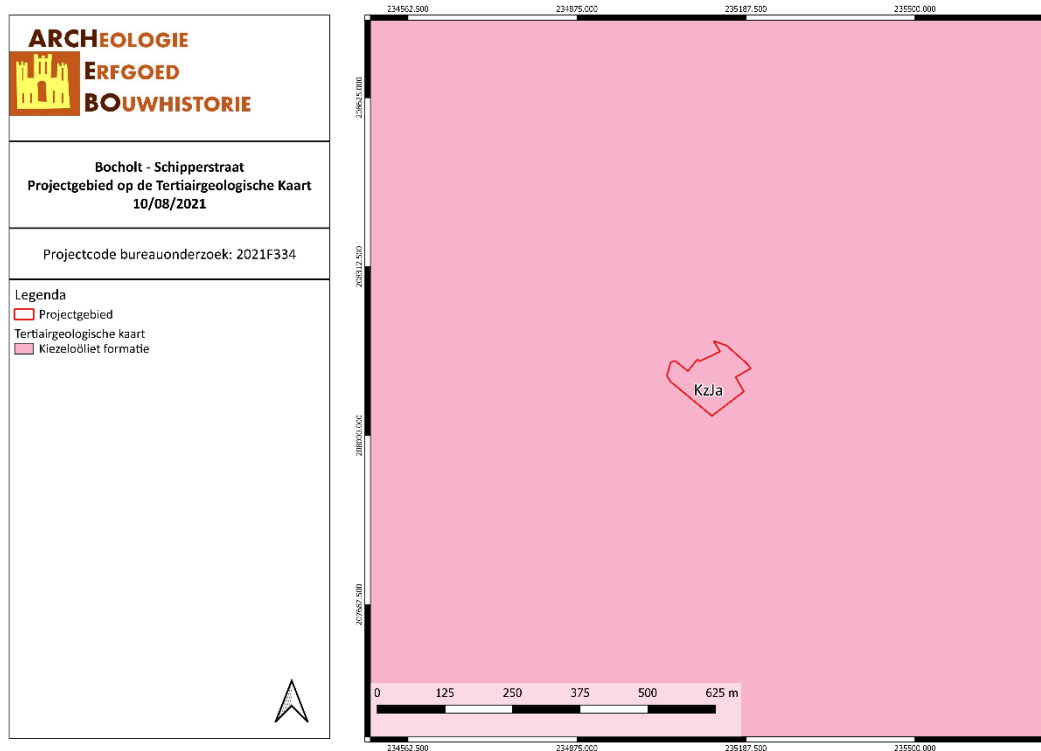 ARCHEOLOGIE
ERFGOED
BOUWHISTORIE
Bocholt - Schipperstraat
Projectgebied op de Tertiairgeologische Kaart
10/08/2021
Projectcode bureauonderzoek: 2021F334
Legenda
Projectgebied
Tertiairgeologische kaart
Kiezeloöliet formatie
234562.500 234875.000 235187.500 235500.000
208625.000
208312.500
208000.000
207687.500
KzJa
0 125 250 375 500 625 m
234562.500 234875.000 235187.500 235500.000